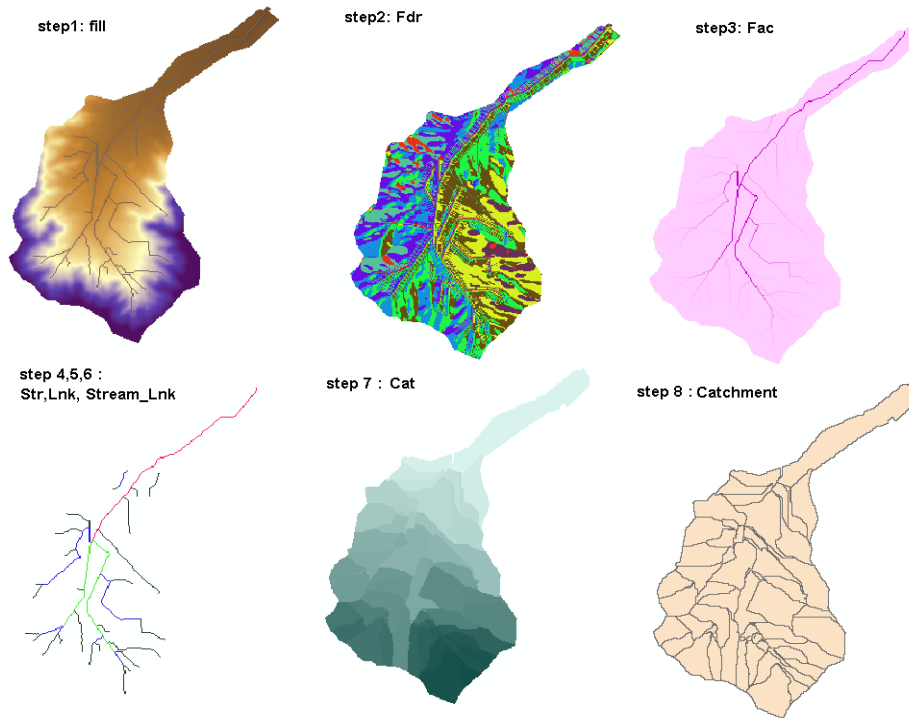 step1: fill
step2: Fdr
step3: Fac
step 4,5,6 :
Str,Lnk, Stream_Lnk
step 7 : Cat
step 8 : Catchment